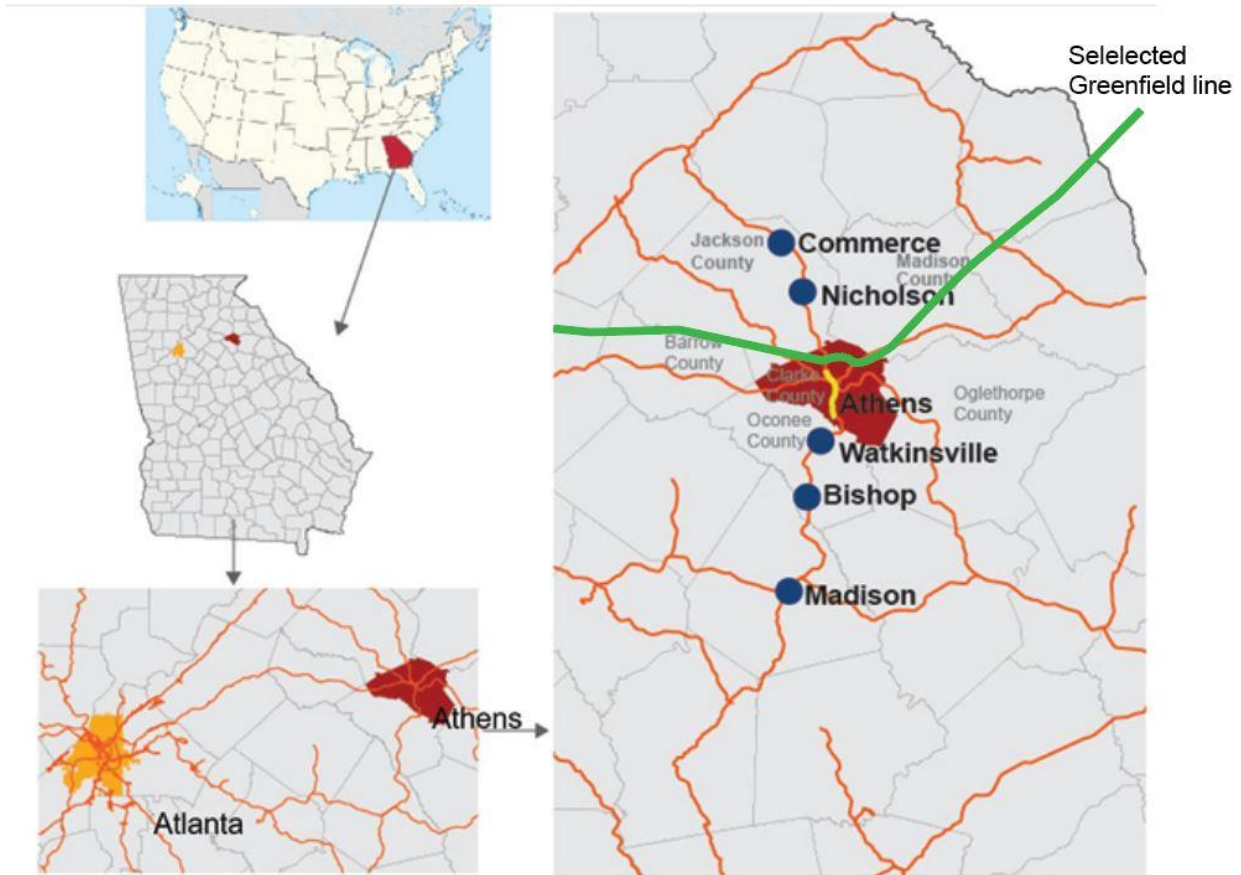 Selelected
Greenfield line
Jackson
County
Commerce
Madison
County
Nicholson
Barrow
County
Clarke
County
Athens
Oglethorpe
County
Oconee
County
Watkinsville
Bishop
Madison
Athens
Atlanta